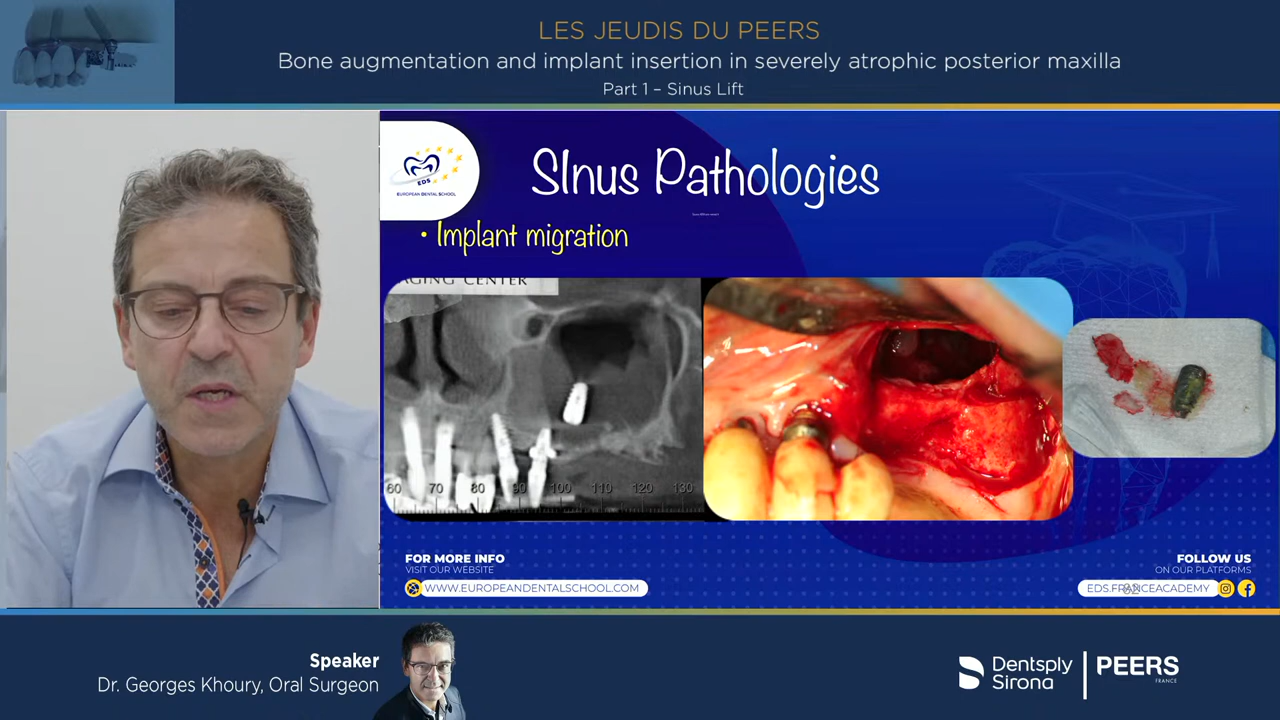 LES JEUDIS DU PEERS
Bone augmentation and implant insertion in severely atrophic posterior maxilla
Part 1 – Sinus Lift
EDS
EUROPEAN DENTAL SCHOOL
SInus Pathologies
• Implant migration
AGING CENTER
60 70 80 90 100 110 120 130
FOR MORE INFO
VISIT OUR WEBSITE
WWW.EUROPEANDENTALSCHOOL.COM
FOLLOW US
ON OUR PLATFORMS
EDS.FRANCEACADEMY
82
Speaker
Dr. Georges Khoury, Oral Surgeon
Dentsply
Sirona
PEERS
FRANCE